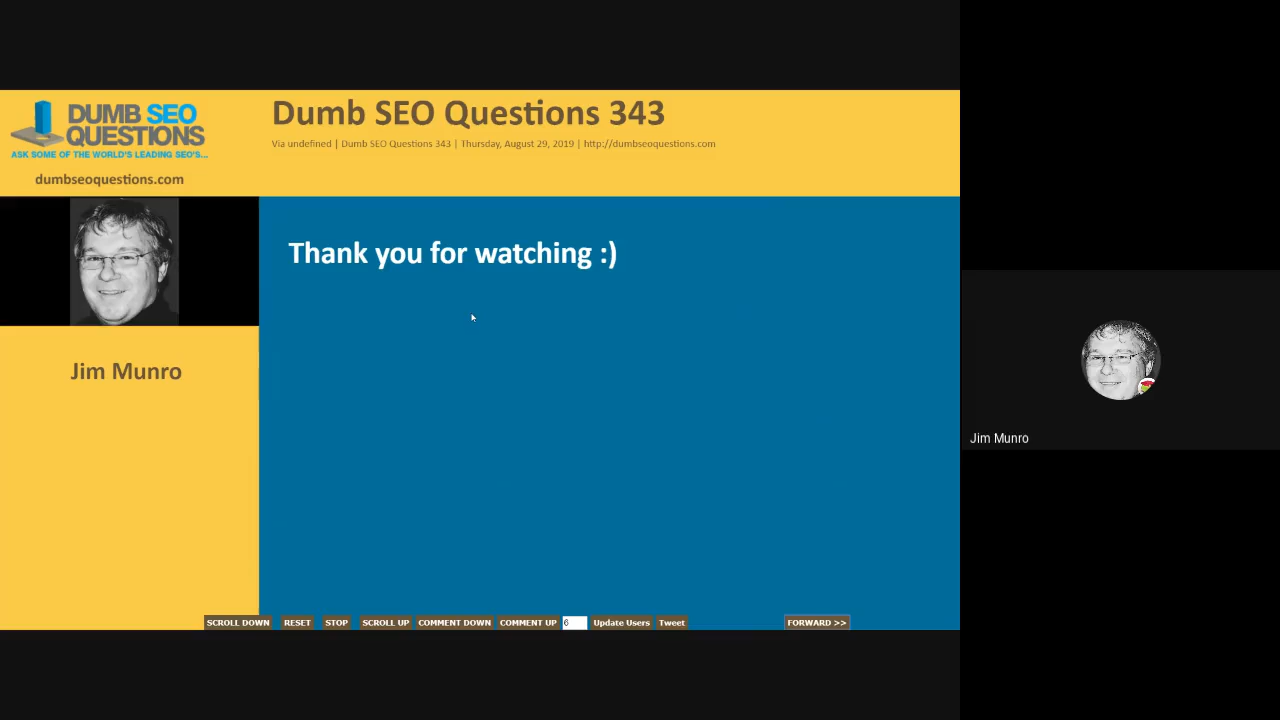 DUMB SEO
QUESTIONS
ASK SOME OF THE WORLD'S LEADING SEO'S...
dumbseoquestions.com
Dumb SEO Questions 343
Via undefined | Dumb SEO Questions 343 | Thursday, August 29, 2019 | http://dumbseoquestions.com
Thank you for watching :)
Jim Munro
Jim Munro
SCROLL DOWN RESET STOP SCROLL UP COMMENT DOWN COMMENT UP 6 Update Users Tweet FORWARD >>